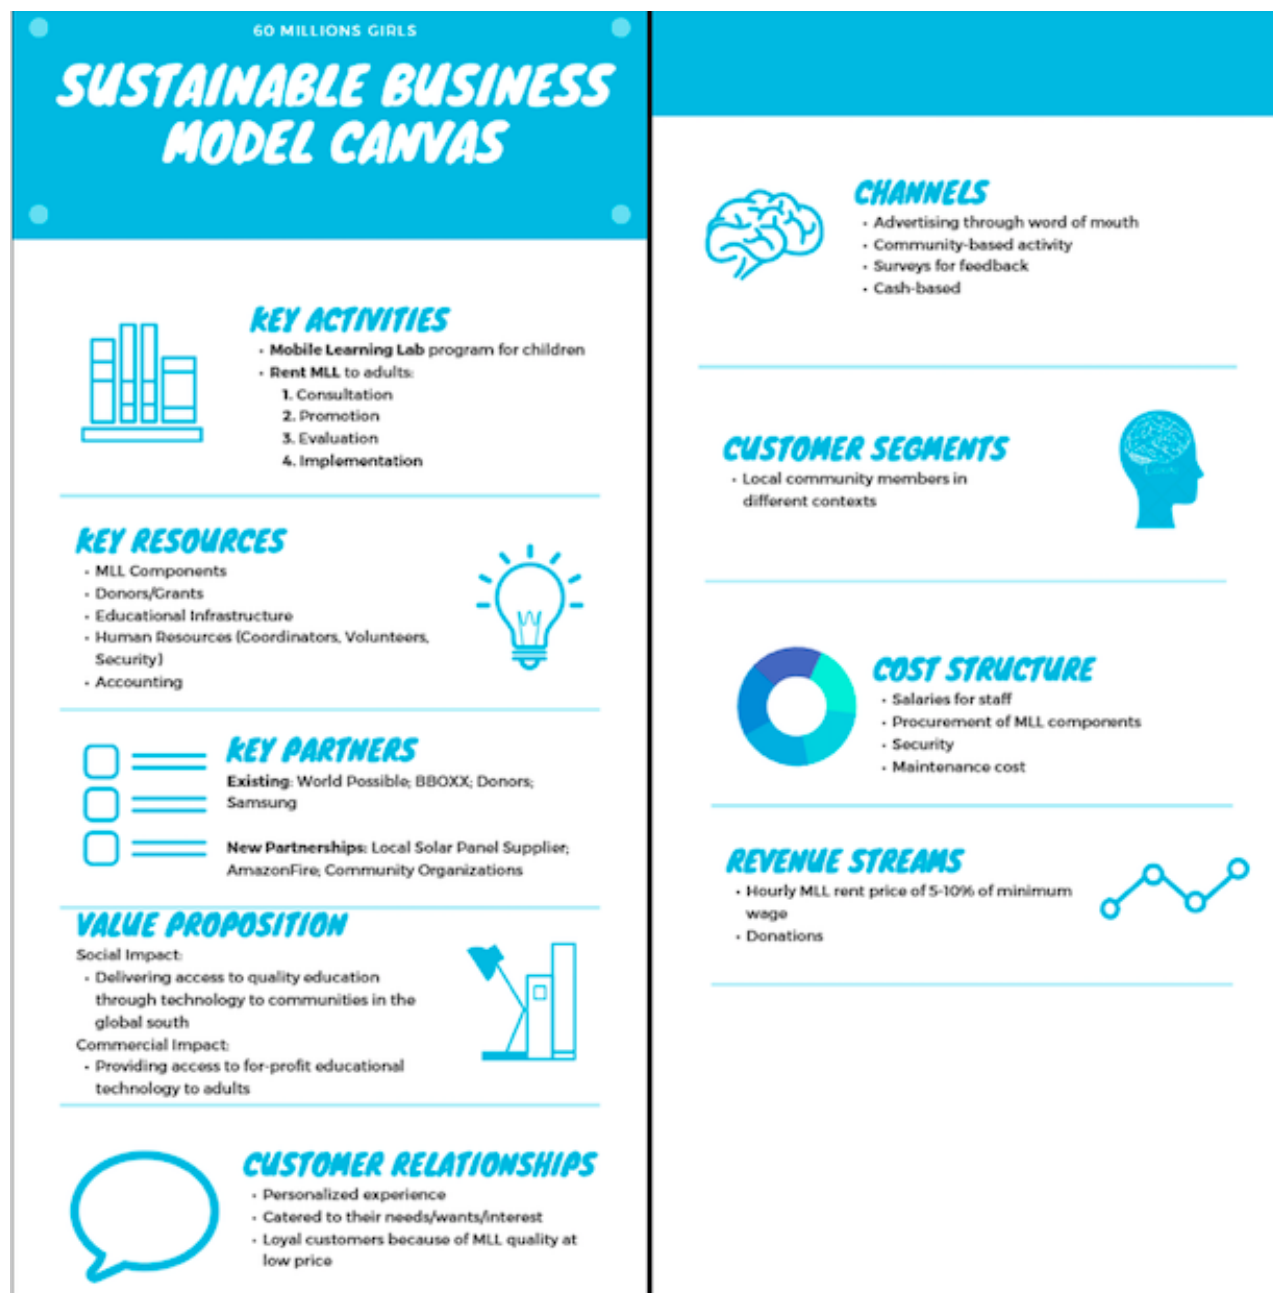 60 MILLIONS GIRLS
SUSTAINABLE BUSINESS
MODEL CANVAS
KEY ACTIVITIES
• Mobile Learning Lab program for children
• Rent MLL to adults:
1. Consultation
2. Promotion
3. Evaluation
4. Implementation
KEY RESOURCES
• MLL Components
• Donors/Grants
• Educational Infrastructure
• Human Resources (Coordinators, Volunteers,
Security)
• Accounting
KEY PARTNERS
Existing: World Possible; BBOXX; Donors;
Samsung
New Partnerships: Local Solar Panel Supplier;
AmazonFire; Community Organizations
VALUE PROPOSITION
Social Impact:
• Delivering access to quality education
through technology to communities in the
global south
Commercial Impact:
• Providing access to for-profit educational
technology to adults
CUSTOMER RELATIONSHIPS
• Personalized experience
• Catered to their needs/wants/interest
• Loyal customers because of MLL quality at
low price
CHANNELS
• Advertising through word of mouth
• Community-based activity
• Surveys for feedback
• Cash-based
CUSTOMER SEGMENTS
• Local community members in
different contexts
COST STRUCTURE
• Salaries for staff
• Procurement of MLL components
• Security
• Maintenance cost
REVENUE STREAMS
• Hourly MLL rent price of 5-10% of minimum
wage
• Donations